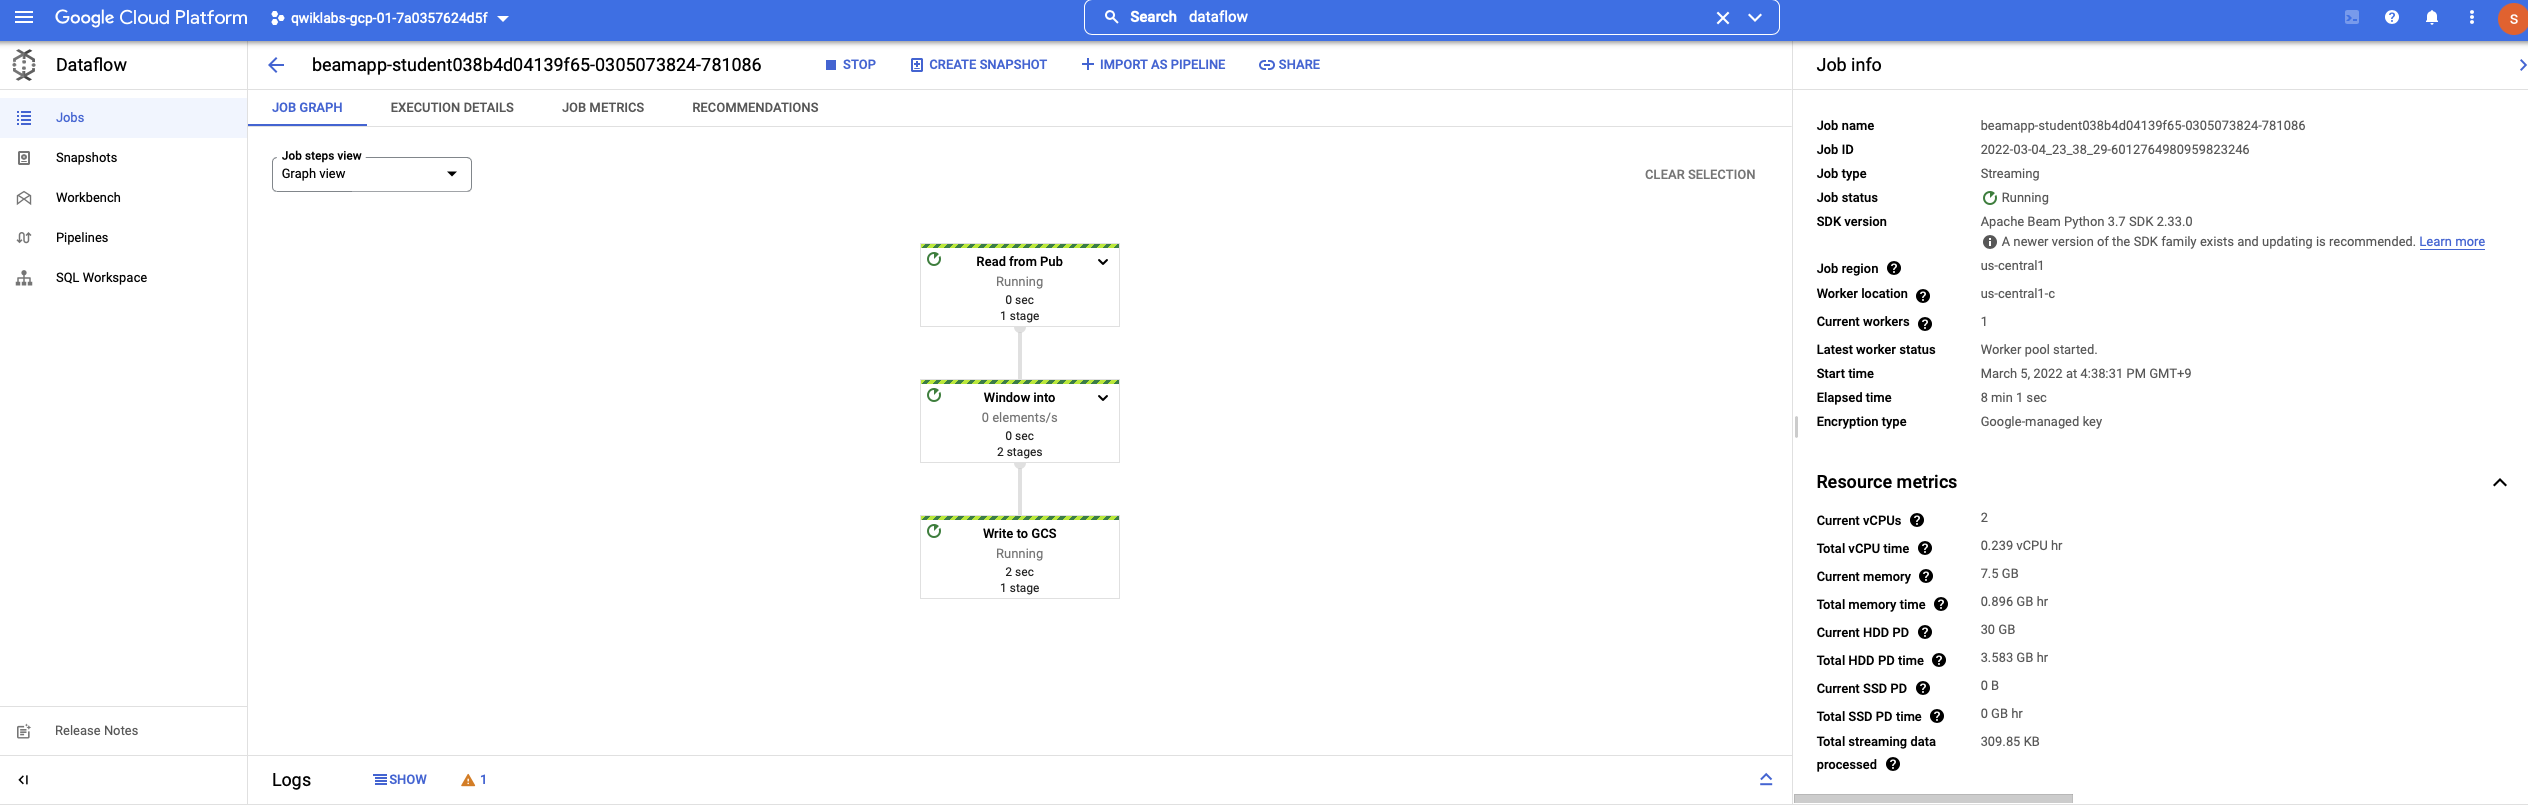 Google Cloud Platform
qwiklabs-gcp-01-7a0357624d5f
Search dataflow
S
Dataflow
beamapp-student038b4d04139f65-0305073824-781086
STOP
CREATE SNAPSHOT
IMPORT AS PIPELINE
SHARE
Job info
Jobs
Snapshots
Workbench
Pipelines
SQL Workspace
Release Notes
JOB GRAPH
EXECUTION DETAILS
JOB METRICS
RECOMMENDATIONS
Job steps view
Graph view
CLEAR SELECTION
Read from Pub
Running
0 sec
1 stage
Window into
0 elements/s
0 sec
2 stages
Write to GCS
Running
2 sec
1 stage
Logs
SHOW
1
Job name beamapp-student038b4d04139f65-0305073824-781086
Job ID 2022-03-04_23_38_29-6012764980959823246
Job type Streaming
Job status Running
SDK version Apache Beam Python 3.7 SDK 2.33.0
A newer version of the SDK family exists and updating is recommended. Learn more
Job region us-central1
Worker location us-central1-c
Current workers 1
Latest worker status Worker pool started.
Start time March 5, 2022 at 4:38:31 PM GMT+9
Elapsed time 8 min 1 sec
Encryption type Google-managed key
Resource metrics
Current vCPUs 2
Total vCPU time 0.239 vCPU hr
Current memory 7.5 GB
Total memory time 0.896 GB hr
Current HDD PD 30 GB
Total HDD PD time 3.583 GB hr
Current SSD PD 0 B
Total SSD PD time 0 GB hr
Total streaming data 309.85 KB
processed